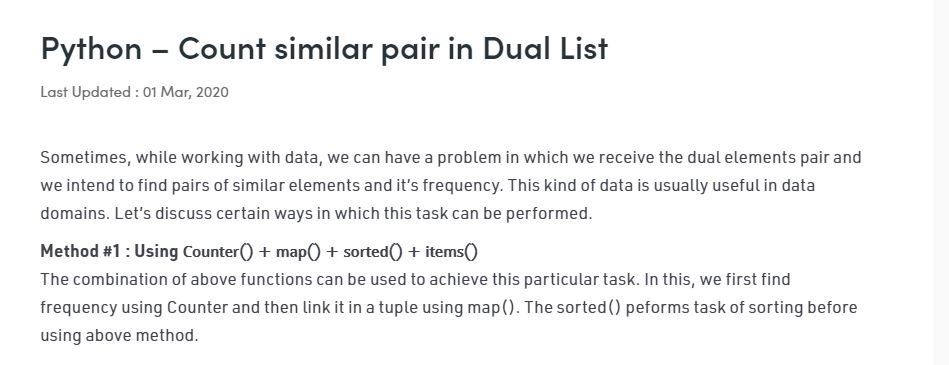 Python – Count similar pair in Dual List
Last Updated : 01 Mar, 2020
Sometimes, while working with data, we can have a problem in which we receive the dual elements pair and
we intend to find pairs of similar elements and it’s frequency. This kind of data is usually useful in data
domains. Let’s discuss certain ways in which this task can be performed.
Method #1 : Using Counter() + map() + sorted() + items()
The combination of above functions can be used to achieve this particular task. In this, we first find
frequency using Counter and then link it in a tuple using map(). The sorted() peforms task of sorting before
using above method.